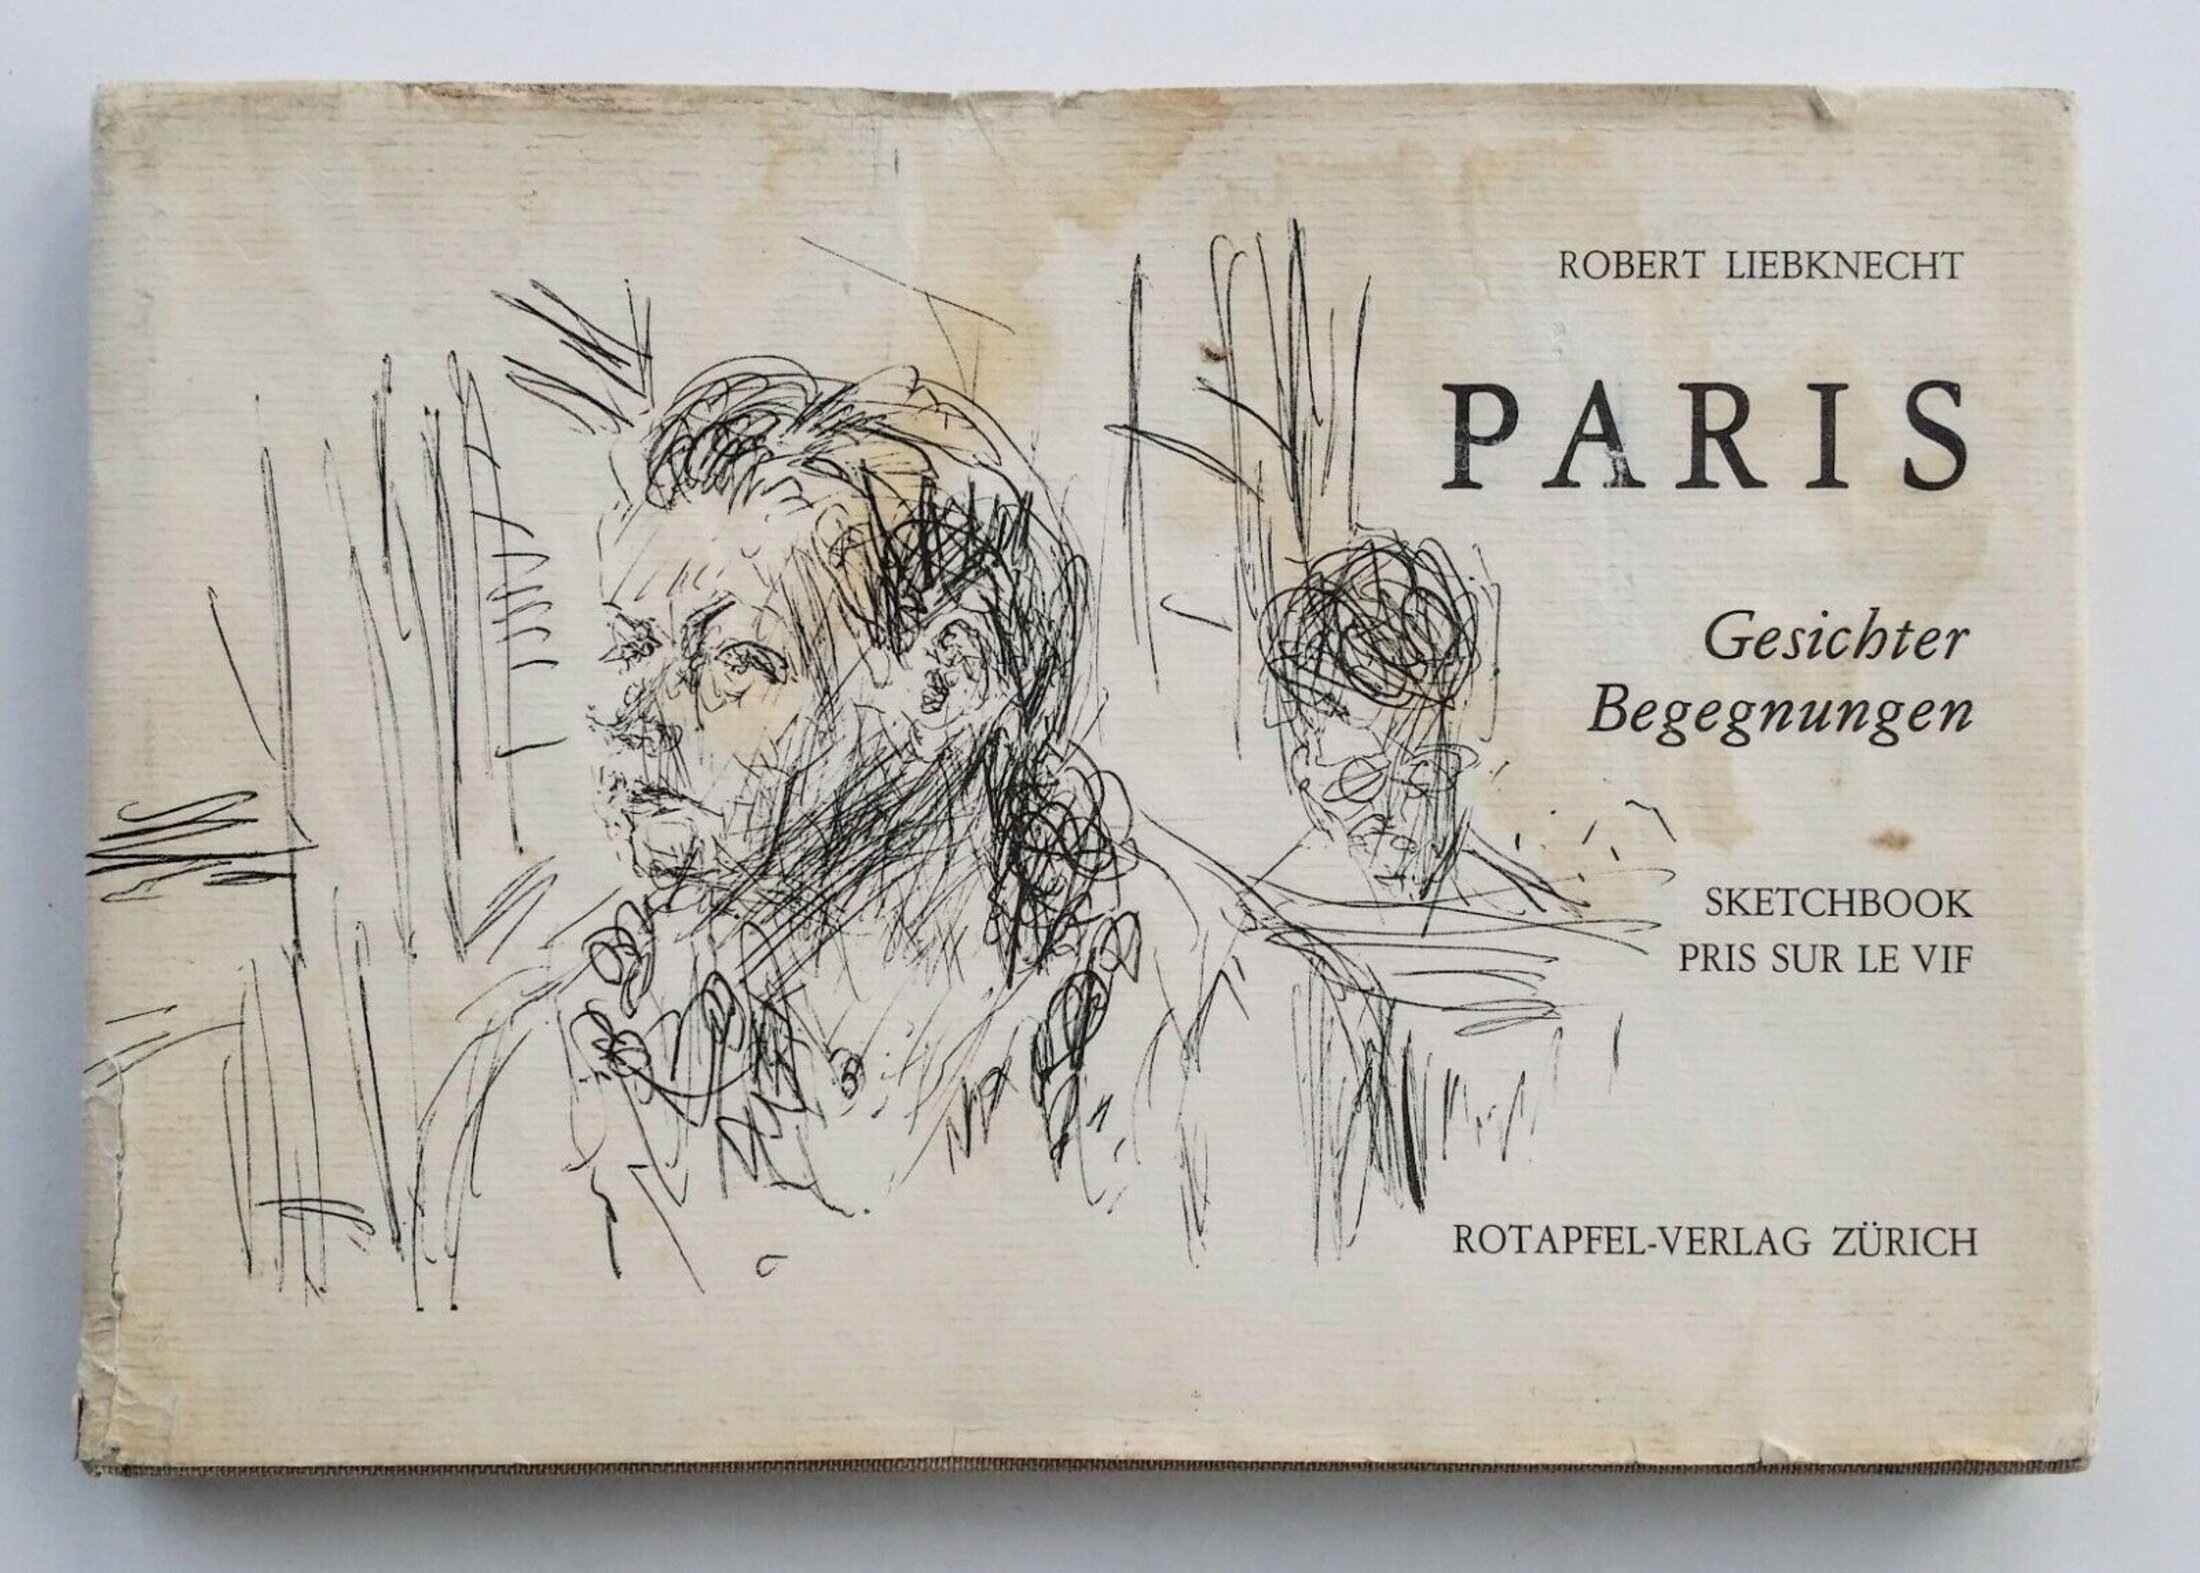 ROBERT LIEBKNECHT
PARIS
Gesichter
Begegnungen
SKETCHBOOK
PRIS SUR LE VIF
ROTAPFEL-VERLAG ZÜRICH